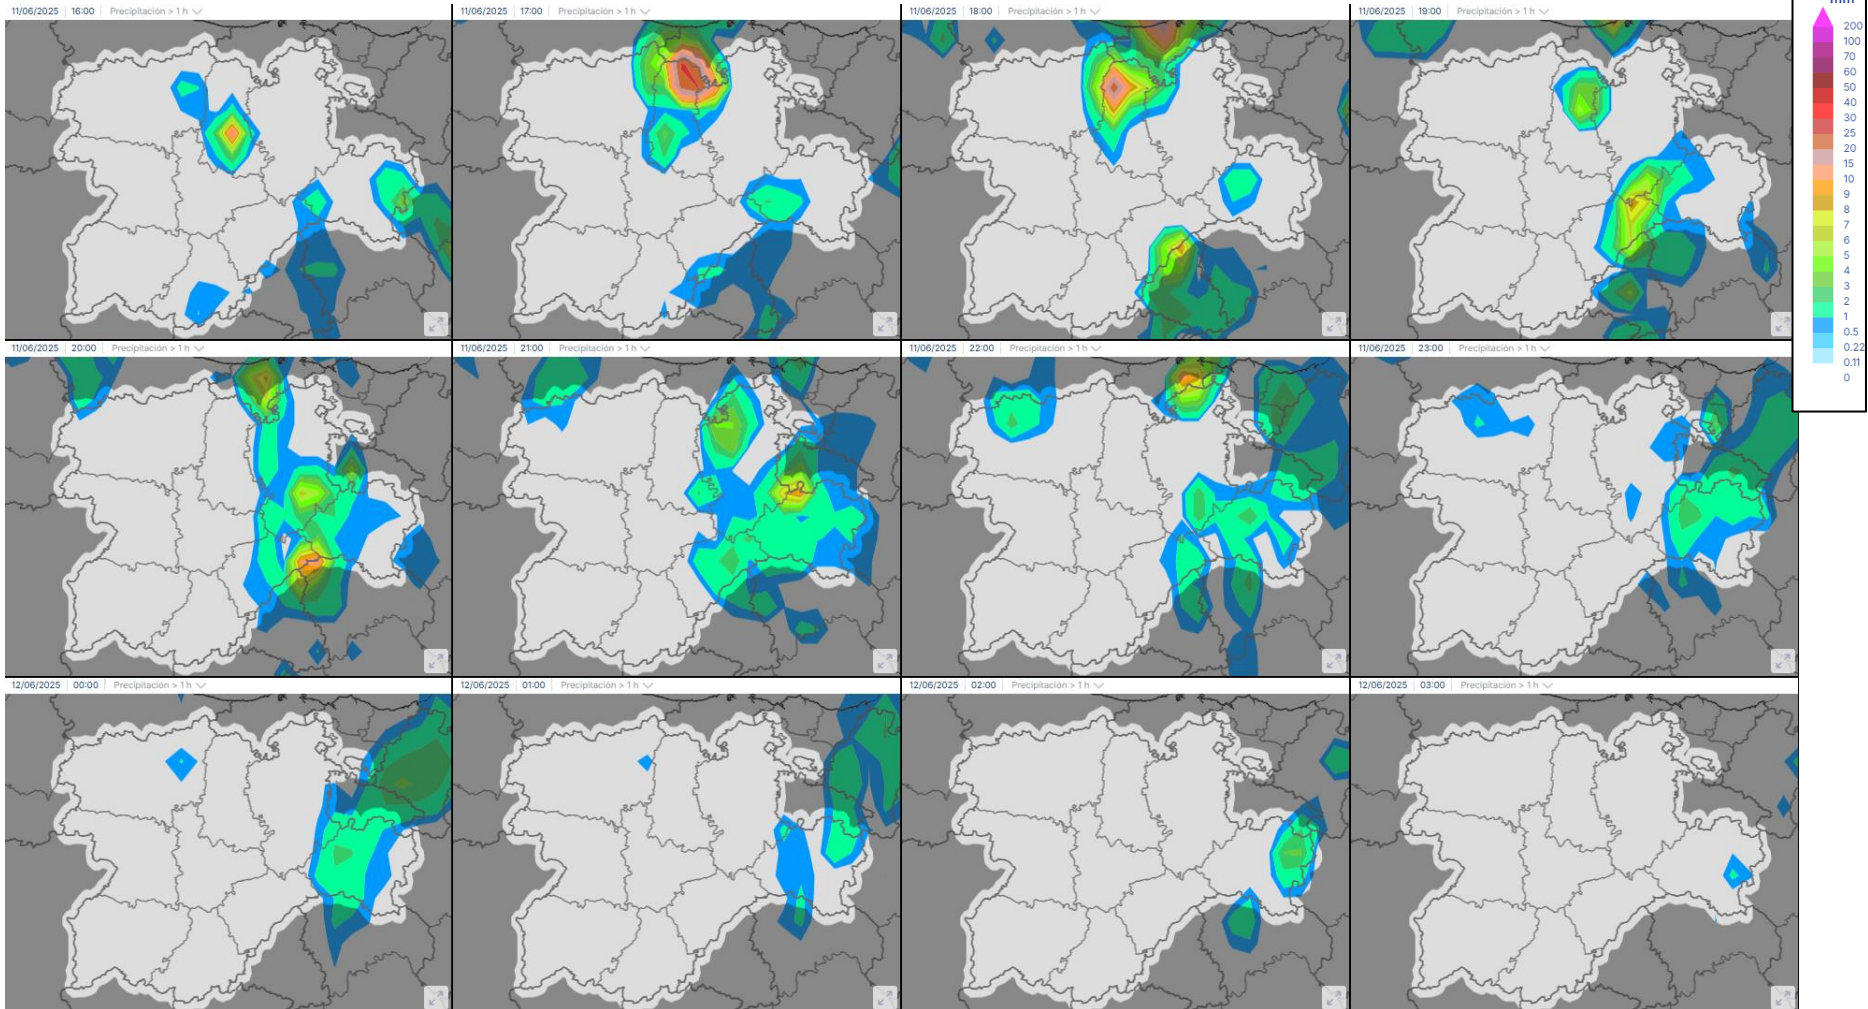 11/06/2025 16:00 Precipitación > 1 h
11/06/2025 17:00 Precipitación > 1 h
11/06/2025 18:00 Precipitación > 1 h
11/06/2025 19:00 Precipitación > 1 h
mm
200
100
70
60
50
40
30
25
20
15
10
9
8
7
6
5
4
3
2
1
0.5
0.22
0.11
0
11/06/2025 20:00 Precipitación > 1 h
11/06/2025 21:00 Precipitación > 1 h
11/06/2025 22:00 Precipitación > 1 h
11/06/2025 23:00 Precipitación > 1 h
12/06/2025 00:00 Precipitación > 1 h
12/06/2025 01:00 Precipitación > 1 h
12/06/2025 02:00 Precipitación > 1 h
12/06/2025 03:00 Precipitación > 1 h